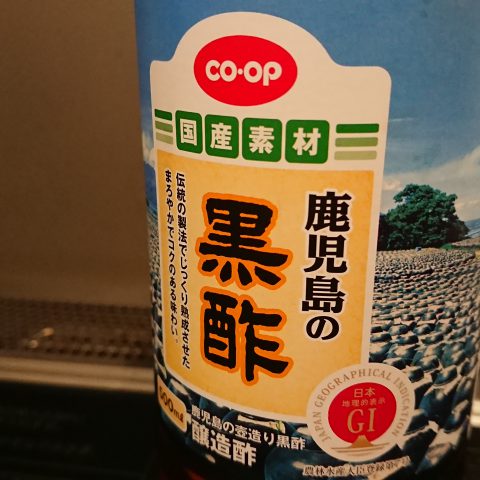 CO・OP
国産素材
鹿児島の
黒酢
伝統の製法でじっくり熟成させた
まろやかでコクのある味わい。
500ml
鹿児島の壺造り黒酢
醸造酢
JAPAN GEOGRAPHICAL INDICATION
日本
地理的表示
GI
農林水産大臣登録第